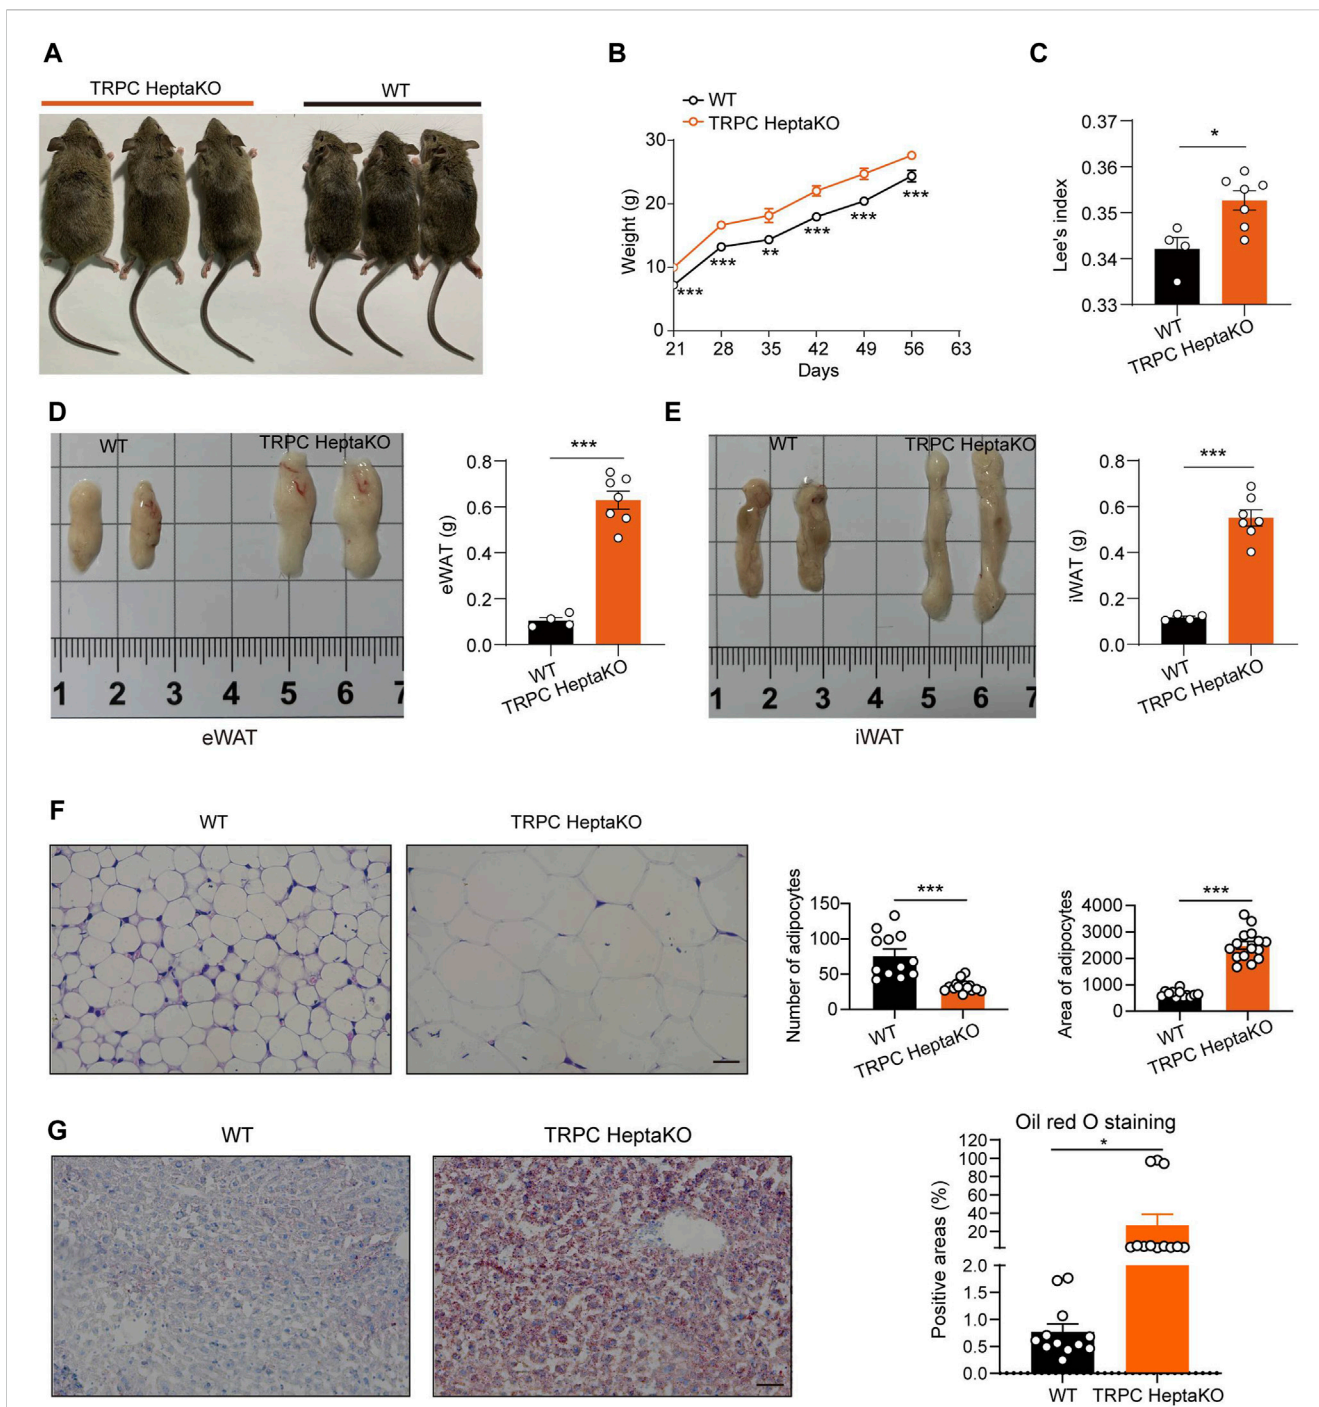 A
TRPC HeptaKO
WT
B
WT
TRPC HeptaKO
Weight (g)
30
20
10
0
***
***
**
***
***
***
21 28 35 42 49 56 63
Days
C
Lee's index
0.37
0.36
0.35
0.34
0.33
*
WT
TRPC HeptaKO
D
WT
TRPC HeptaKO
1 2 3 4 5 6 7
eWAT
eWAT (g)
0.8
0.6
0.4
0.2
0.0
***
WT
TRPC HeptaKO
E
WT
TRPC HeptaKO
1 2 3 4 5 6 7
iWAT
iWAT (g)
0.8
0.6
0.4
0.2
0.0
***
WT
TRPC HeptaKO
F
WT
TRPC HeptaKO
Number of adipocytes
150
100
50
0
***
WT
TRPC HeptaKO
Area of adipocytes
4000
3000
2000
1000
0
***
WT
TRPC HeptaKO
G
WT
TRPC HeptaKO
Oil red O staining
Positive areas (%)
120
100
80
60
40
20
2.0
1.5
1.0
0.5
0.0
*
WT
TRPC HeptaKO